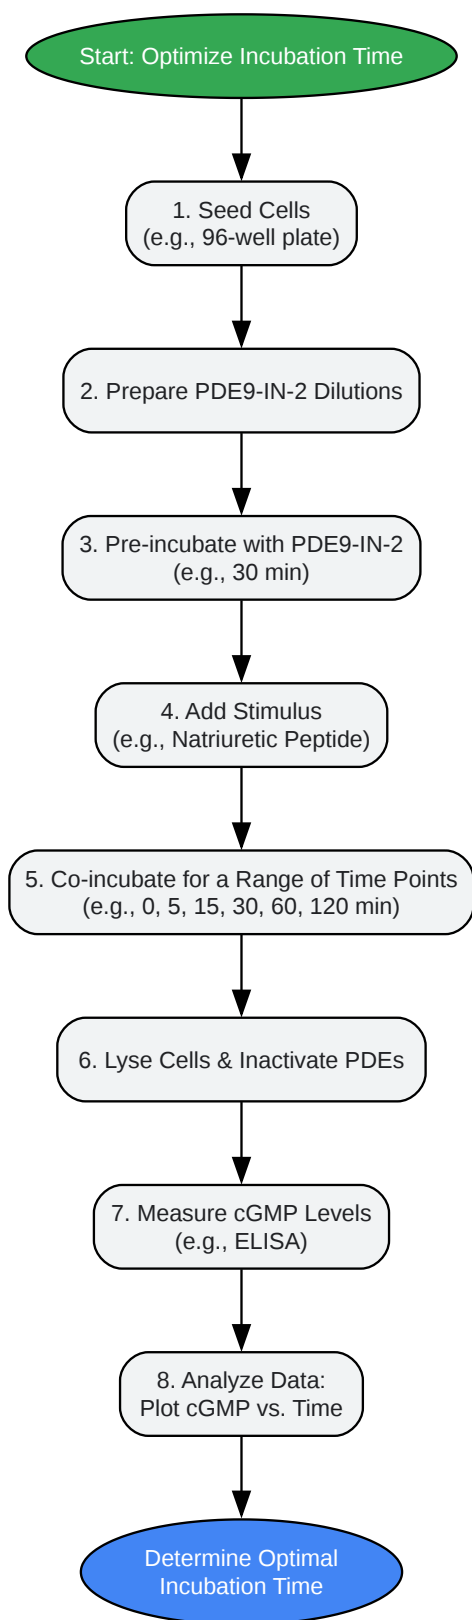 Start: Optimize Incubation Time
1. Seed Cells
(e.g., 96-well plate)
2. Prepare PDE9-IN-2 Dilutions
3. Pre-incubate with PDE9-IN-2
(e.g., 30 min)
4. Add Stimulus
(e.g., Natriuretic Peptide)
5. Co-incubate for a Range of Time Points
(e.g., 0, 5, 15, 30, 60, 120 min)
6. Lyse Cells & Inactivate PDEs
7. Measure cGMP Levels
(e.g., ELISA)
8. Analyze Data:
Plot cGMP vs. Time
Determine Optimal
Incubation Time